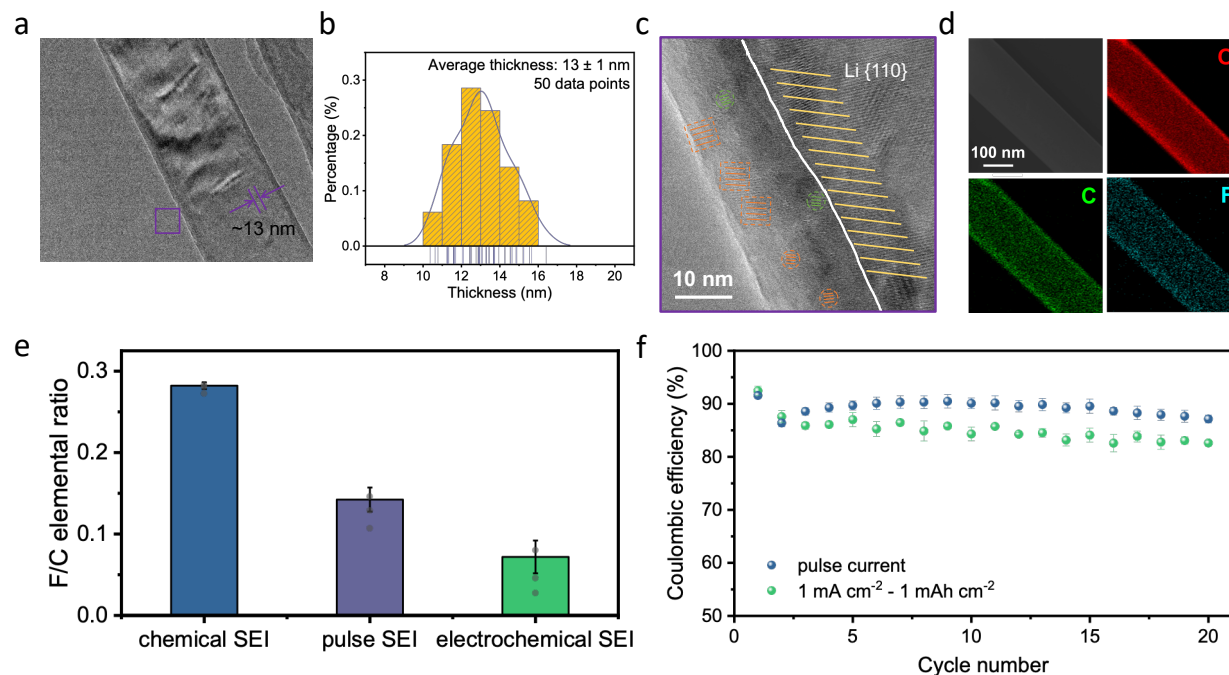 a
~13 nm
b
Average thickness: 13 ± 1 nm
50 data points
Percentage (%)
0.3
0.2
0.1
0.0
8 10 12 14 16 18 20
Thickness (nm)
c
Li {110}
10 nm
d
100 nm
C
F
e
F/C elemental ratio
0.3
0.2
0.1
0.0
chemical SEI pulse SEI electrochemical SEI
f
Coulombic efficiency (%)
100
90
80
70
60
50
pulse current
1 mA cm⁻² - 1 mAh cm⁻²
0 5 10 15 20
Cycle number